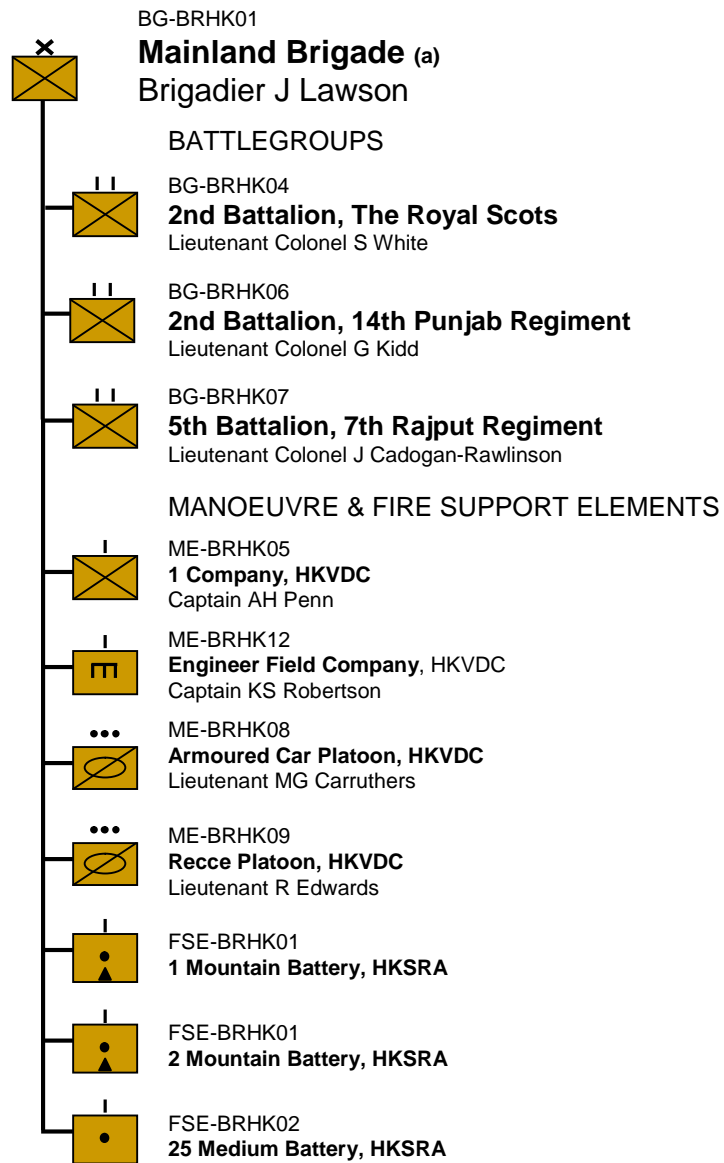 BG-BRHK01
Mainland Brigade (a)
Brigadier J Lawson
BATTLEGROUPS
BG-BRHK04
2nd Battalion, The Royal Scots
Lieutenant Colonel S White
BG-BRHK06
2nd Battalion, 14th Punjab Regiment
Lieutenant Colonel G Kidd
BG-BRHK07
5th Battalion, 7th Rajput Regiment
Lieutenant Colonel J Cadogan-Rawlinson
MANOEUVRE & FIRE SUPPORT ELEMENTS
ME-BRHK05
1 Company, HKVDC
Captain AH Penn
ME-BRHK12
Engineer Field Company, HKVDC
Captain KS Robertson
ME-BRHK08
Armoured Car Platoon, HKVDC
Lieutenant MG Carruthers
ME-BRHK09
Recce Platoon, HKVDC
Lieutenant R Edwards
FSE-BRHK01
1 Mountain Battery, HKSRA
FSE-BRHK01
2 Mountain Battery, HKSRA
FSE-BRHK02
25 Medium Battery, HKSRA